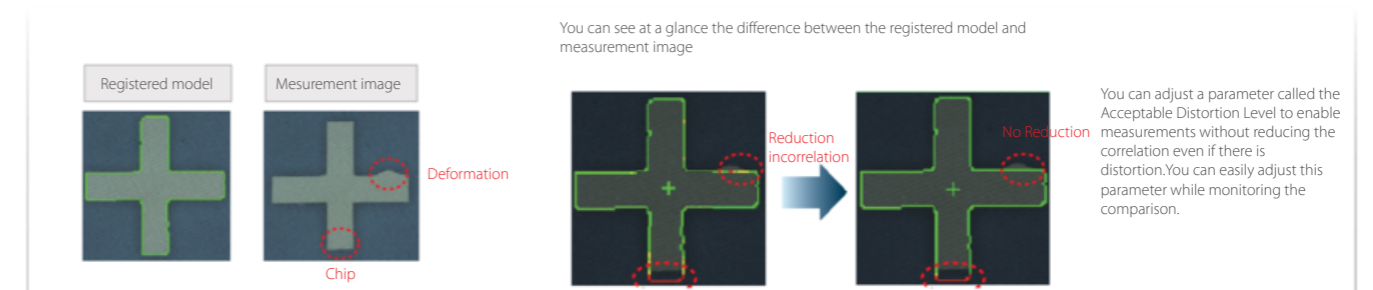 You can see at a glance the difference between the registered model and
measurement image
Registered model
Mesurement image
Deformation
Chip
Reduction
incorrelation
No Reduction
You can adjust a parameter called the
Acceptable Distortion Level to enable
measurements without reducing the
correlation even if there is
distortion.You can easily adjust this
parameter while monitoring the
comparison.